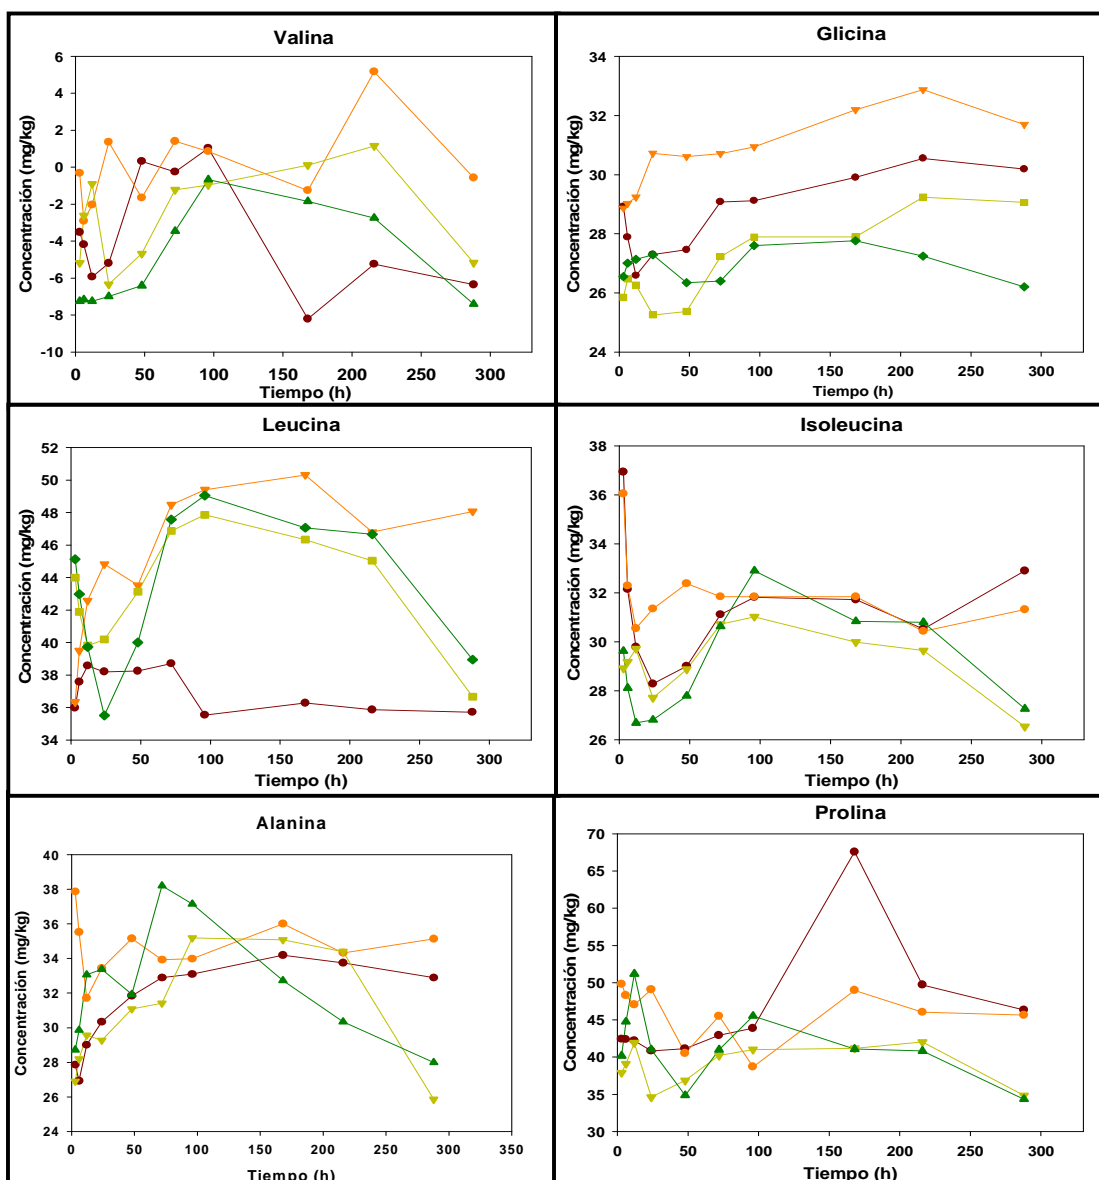 Valina
Concentración (mg/kg)
6
4
2
0
-2
-4
-6
-8
-10
0 50 100 150 200 250 300
Tiempo (h)
Glicina
Concentración (mg/kg)
34
32
30
28
26
24
0 50 100 150 200 250 300
Tiempo (h)
Leucina
Concentración (mg/kg)
52
50
48
46
44
42
40
38
36
34
0 50 100 150 200 250 300
Tiempo (h)
Isoleucina
Concentración (mg/kg)
38
36
34
32
30
28
26
0 50 100 150 200 250 300
Tiempo (h)
Alanina
Concentración (mg/kg)
40
38
36
34
32
30
28
26
24
0 50 100 150 200 250 300 350
Tiempo (h)
Prolina
Concentración (mg/kg)
70
65
60
55
50
45
40
35
30
0 50 100 150 200 250 300
Tiempo (h)